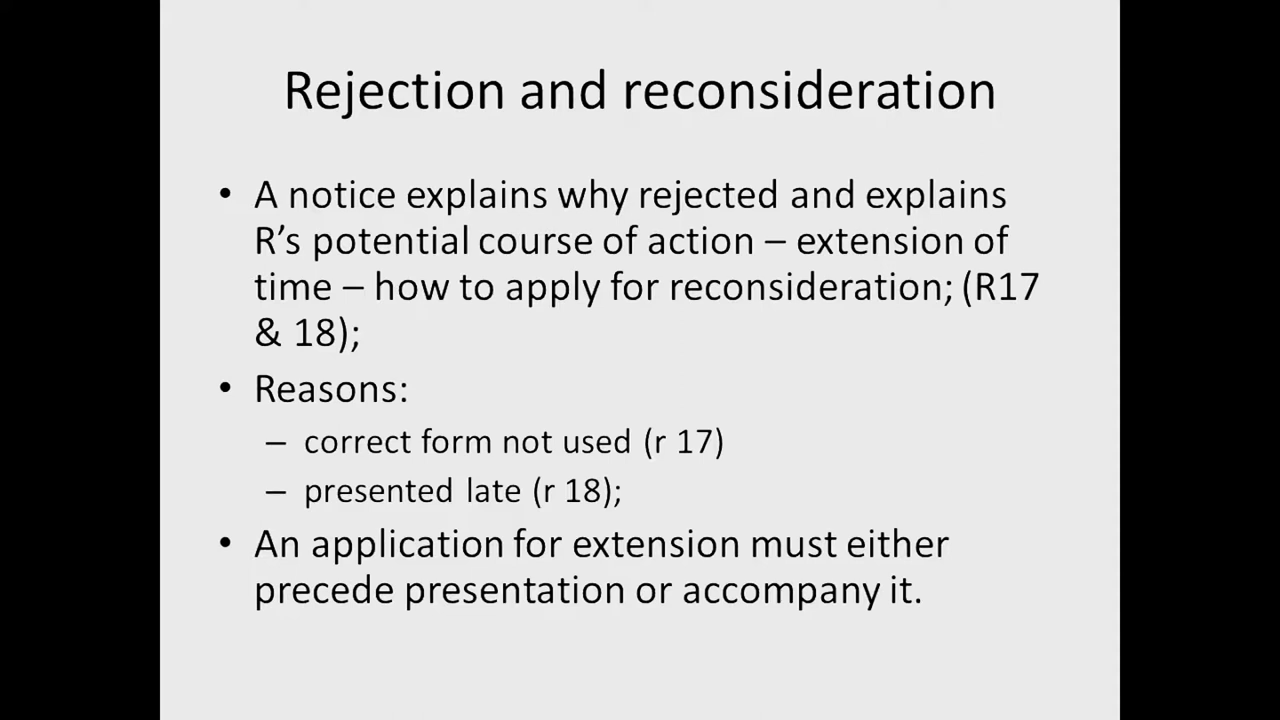 Rejection and reconsideration
• A notice explains why rejected and explains
R’s potential course of action – extension of
time – how to apply for reconsideration; (R17
& 18);
• Reasons:
– correct form not used (r 17)
– presented late (r 18);
• An application for extension must either
precede presentation or accompany it.